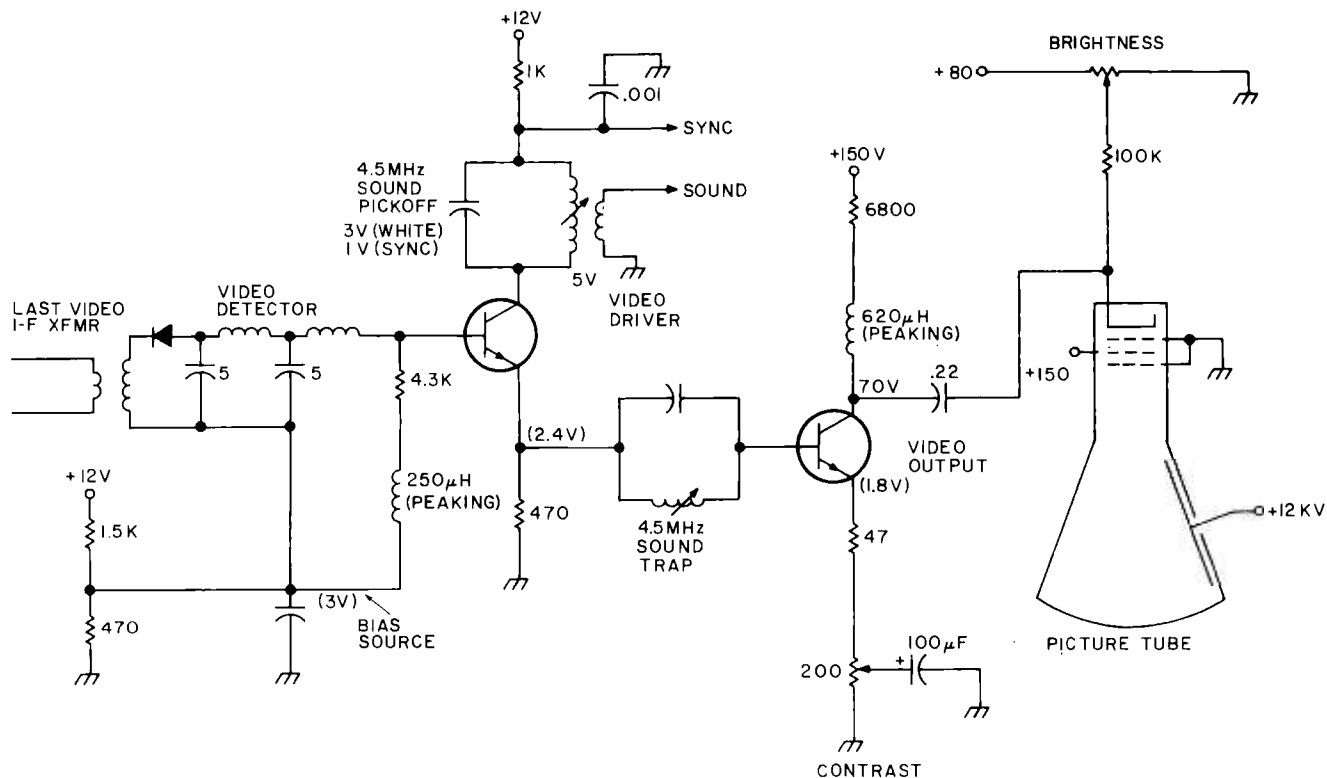 +12V
1K
.001
SYNC
4.5MHz
SOUND
PICKOFF
3V (WHITE)
1V (SYNC)
SOUND
5V
VIDEO
DRIVER
LAST VIDEO
I-F XFMR
VIDEO
DETECTOR
5
5
4.3K
250μH
(PEAKING)
+12V
1.5K
470
(3V)
BIAS
SOURCE
(2.4V)
470
4.5MHz
SOUND
TRAP
+150V
6800
620μH
(PEAKING)
70V
.22
VIDEO
OUTPUT
(1.8V)
47
200
+
100μF
CONTRAST
BRIGHTNESS
+80
100K
+150
+12KV
PICTURE TUBE